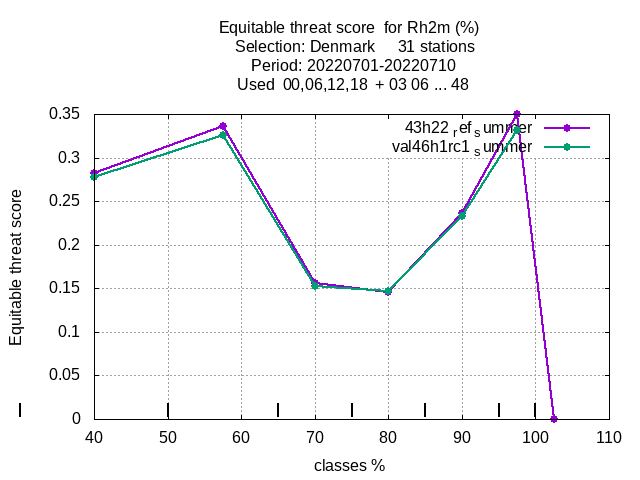 Equitable threat score for Rh2m (%)
Selection: Denmark 31 stations
Period: 20220701-20220710
Used 00,06,12,18 + 03 06 ... 48
0.35
0.3
0.25
0.2
0.15
0.1
0.05
0
Equitable threat score
43h22refsummer
val46h1rc1summer
40 50 60 70 80 90 100 110
classes %